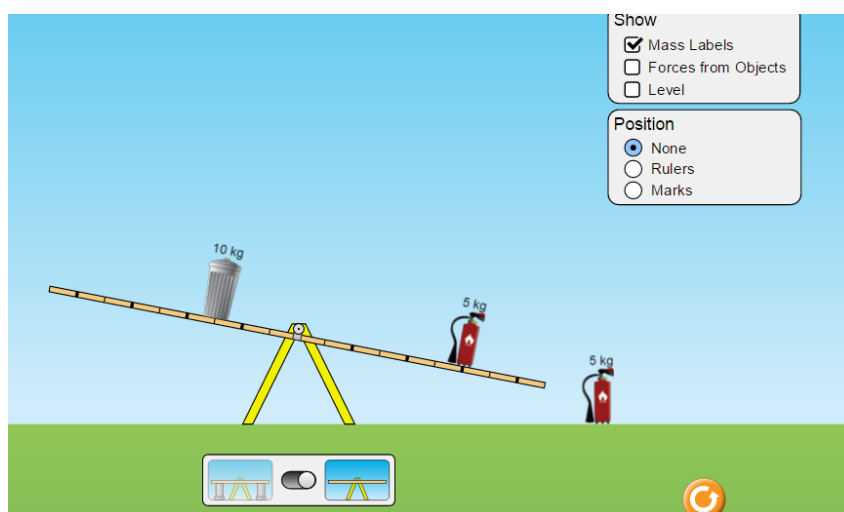 Show
Mass Labels
Forces from Objects
Level
Position
None
Rulers
Marks
10 kg
5 kg
5 kg